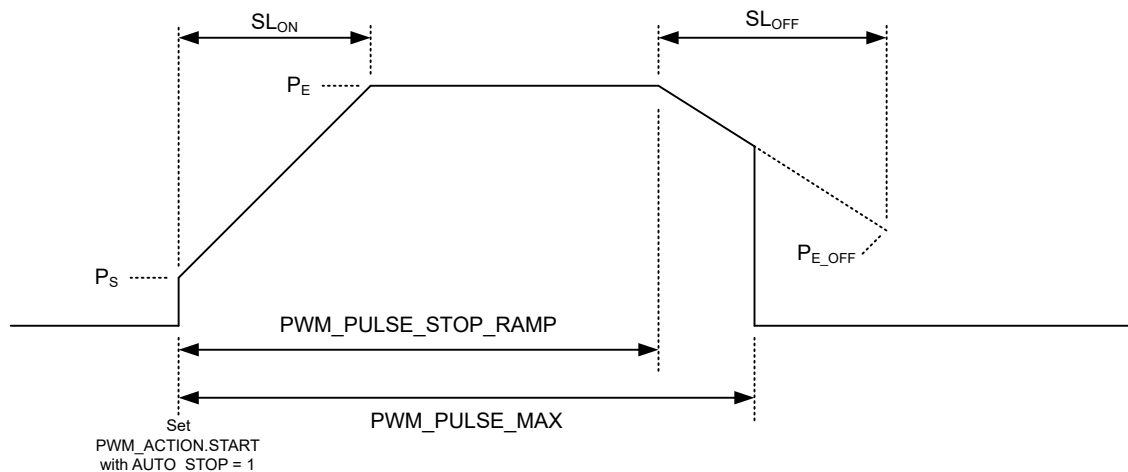 SL_ON
SL_OFF
P_E
P_S
P_E_OFF
PWM_PULSE_STOP_RAMP
PWM_PULSE_MAX
Set
PWM_ACTION.START
with AUTO_STOP = 1